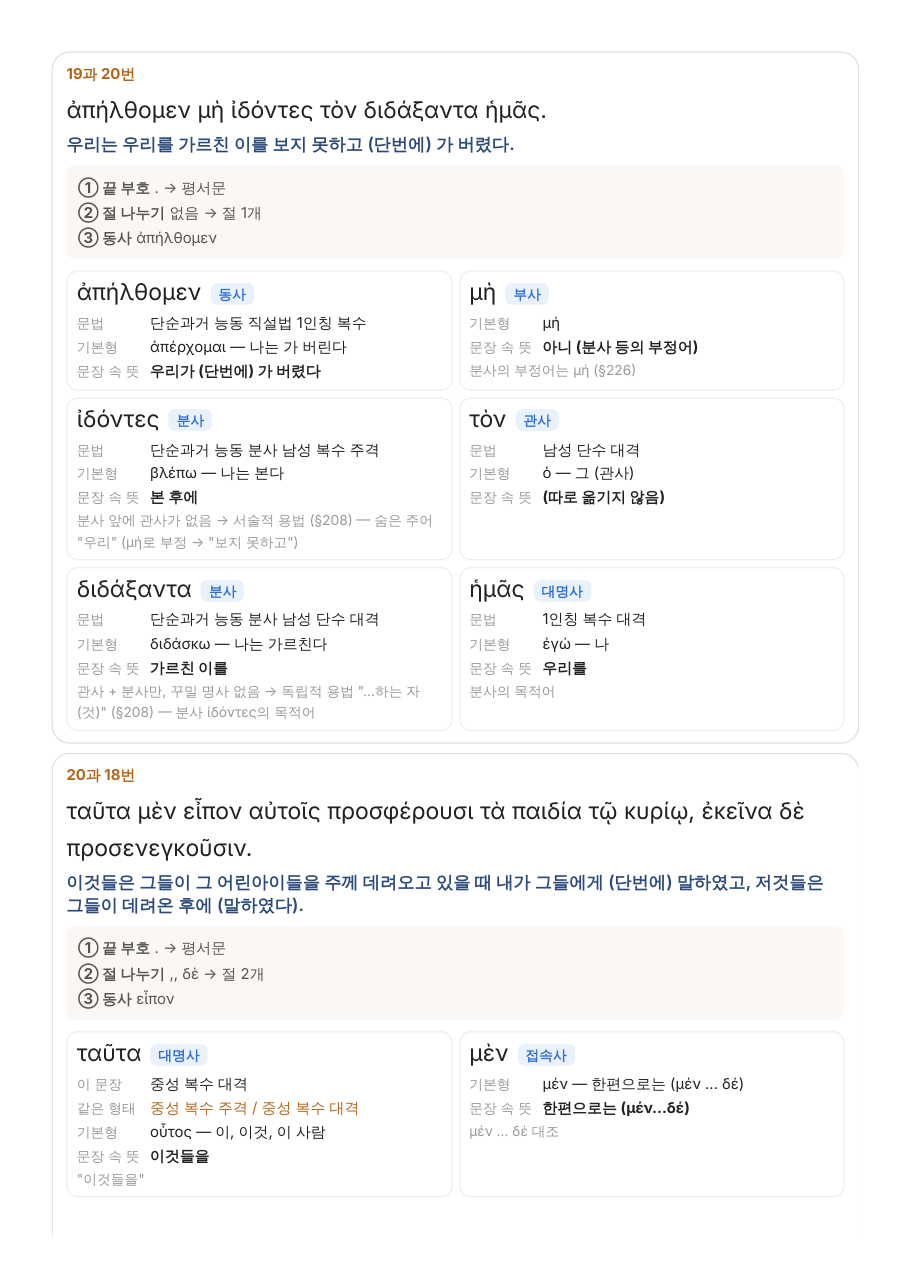 19과 20번
ἀπήλθομεν μὴ ἰδόντες τὸν διδάξαντα ἡμᾶς.
우리는 우리를 가르친 이를 보지 못하고 (단번에) 가 버렸다.
① 끝 부호 . → 평서문
② 절 나누기 없음 → 절 1개
③ 동사 ἀπήλθομεν
ἀπήλθομεν 동사
문법 단순과거 능동 직설법 1인칭 복수
기본형 ἀπέρχομαι — 나는 가 버린다
문장 속 뜻 우리가 (단번에) 가 버렸다
μὴ 부사
기본형 μή
문장 속 뜻 아니 (분사 등의 부정어)
분사의 부정어는 μή (§226)
ἰδόντες 분사
문법 단순과거 능동 분사 남성 복수 주격
기본형 βλέπω — 나는 본다
문장 속 뜻 본 후에
분사 앞에 관사가 없음 → 서술적 용법 (§208) — 숨은 주어
"우리" (μή로 부정 → "보지 못하고")
τὸν 관사
문법 남성 단수 대격
기본형 ὁ — 그 (관사)
문장 속 뜻 (따로 옮기지 않음)
διδάξαντα 분사
문법 단순과거 능동 분사 남성 단수 대격
기본형 διδάσκω — 나는 가르친다
문장 속 뜻 가르친 이를
관사 + 분사만, 꾸밀 명사 없음 → 독립적 용법 "…하는 자
(것)" (§208) — 분사 ἰδόντες의 목적어
ἡμᾶς 대명사
문법 1인칭 복수 대격
기본형 ἐγώ — 나
문장 속 뜻 우리를
분사의 목적어
20과 18번
ταῦτα μὲν εἶπον αὐτοῖς προσφέρουσι τὰ παιδία τῷ κυρίῳ, ἐκεῖνα δὲ
προσενεγκοῦσιν.
이것들은 그들이 그 어린아이들을 주께 데려오고 있을 때 내가 그들에게 (단번에) 말하였고, 저것들은
그들이 데려온 후에 (말하였다).
① 끝 부호 . → 평서문
② 절 나누기 ,, δὲ → 절 2개
③ 동사 εἶπον
ταῦτα 대명사
이 문장 중성 복수 대격
같은 형태 중성 복수 주격 / 중성 복수 대격
기본형 οὗτος — 이, 이것, 이 사람
문장 속 뜻 이것들을
"이것들을"
μὲν 접속사
기본형 μέν — 한편으로는 (μέν … δέ)
문장 속 뜻 한편으로는 (μέν…δέ)
μέν … δέ 대조